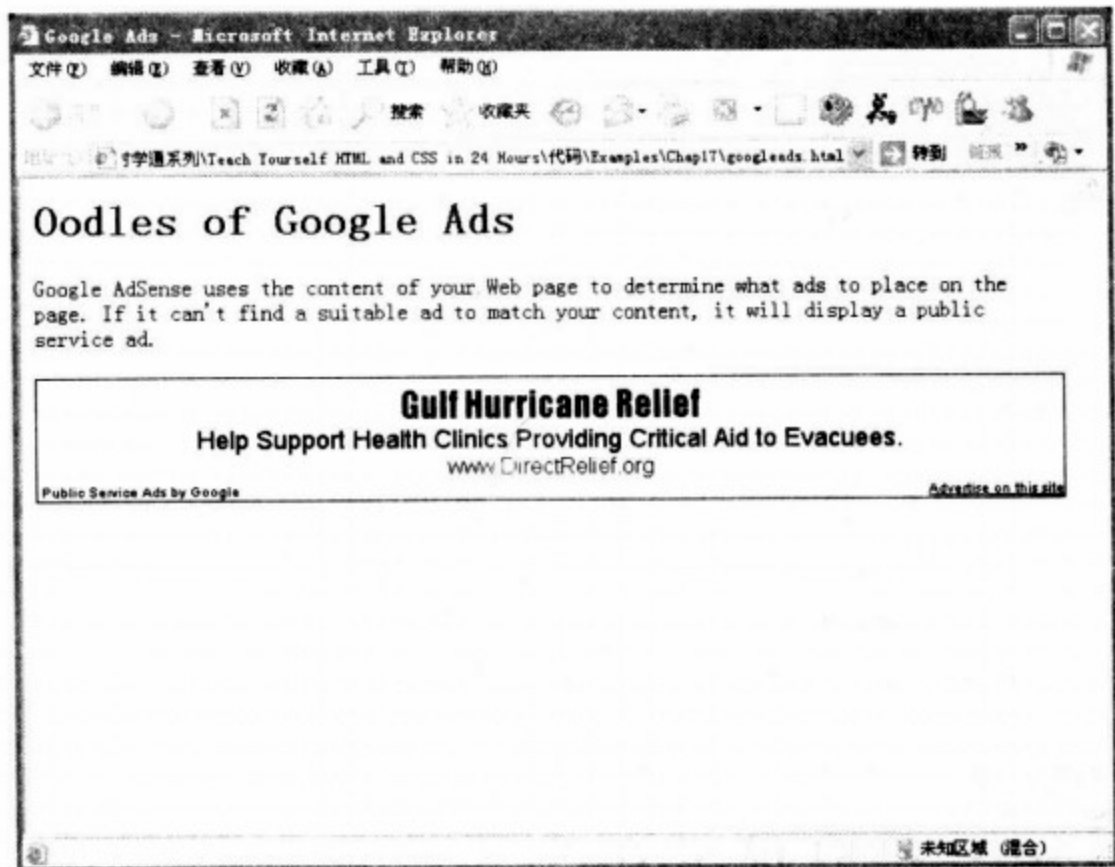 Google Ads - Microsoft Internet Explorer
文件(F) 编辑(E) 查看(V) 收藏(A) 工具(T) 帮助(H)
搜索 收藏夹
学通系列\Teach Yourself HTML and CSS in 24 Hours\代码\Examples\Chap17\googleads.html 转到 »
Oodles of Google Ads
Google AdSense uses the content of your Web page to determine what ads to place on the
page. If it can't find a suitable ad to match your content, it will display a public
service ad.
Gulf Hurricane Relief
Help Support Health Clinics Providing Critical Aid to Evacuees.
www.DirectRelief.org
Public Service Ads by Google Advertise on this site
未知区域 (混合)